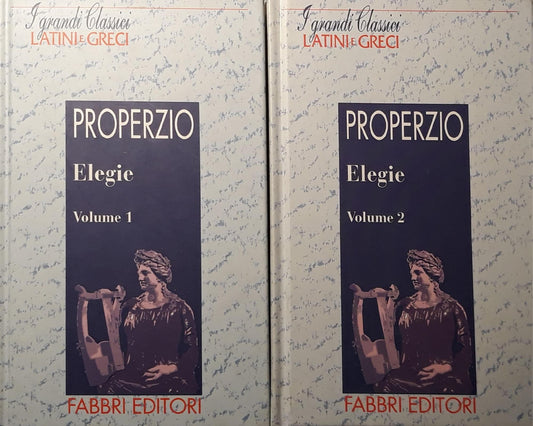 I grandi Classici
LATINI E GRECI
PROPERZIO
Elegie
Volume 1
FABBRI EDITORI
I grandi Classici
LATINI E GRECI
PROPERZIO
Elegie
Volume 2
FABBRI EDITORI